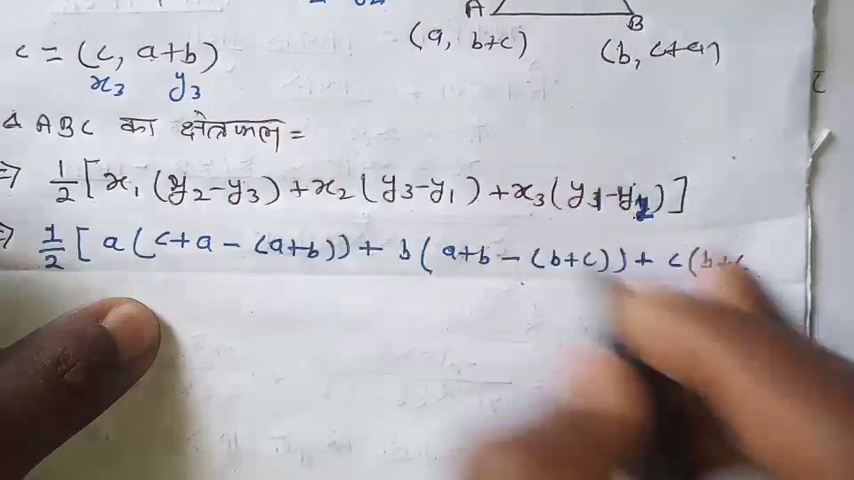 A B
c = (c, a+b) (a, b+c) (b, c+a)
x₃ y₃
Δ ABC का क्षेत्रफल =
⇒ 1/2 [x₁(y₂-y₃)+x₂(y₃-y₁)+x₃(y₁-y₂)]
⇒ 1/2 [a(c+a-(a+b))+b(a+b-(b+c))+c(b+c